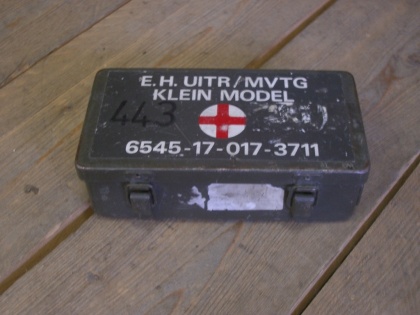 E.H. UITR/MVTG
KLEIN MODEL
443
6545-17-017-3711